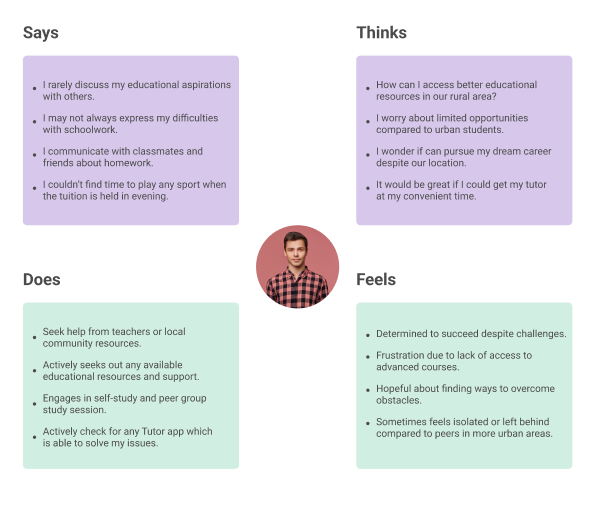 Says
• I rarely discuss my educational aspirations
with others.
• I may not always express my difficulties
with schoolwork.
• I communicate with classmates and
friends about homework.
• I couldn't find time to play any sport when
the tuition is held in evening.
Thinks
• How can I access better educational
resources in our rural area?
• I worry about limited opportunities
compared to urban students.
• I wonder if can pursue my dream career
despite our location.
• It would be great if I could get my tutor
at my convenient time.
Does
• Seek help from teachers or local
community resources.
• Actively seeks out any available
educational resources and support.
• Engages in self-study and peer group
study session.
• Actively check for any Tutor app which
is able to solve my issues.
Feels
• Determined to succeed despite challenges.
• Frustration due to lack of access to
advanced courses.
• Hopeful about finding ways to overcome
obstacles.
• Sometimes feels isolated or left behind
compared to peers in more urban areas.